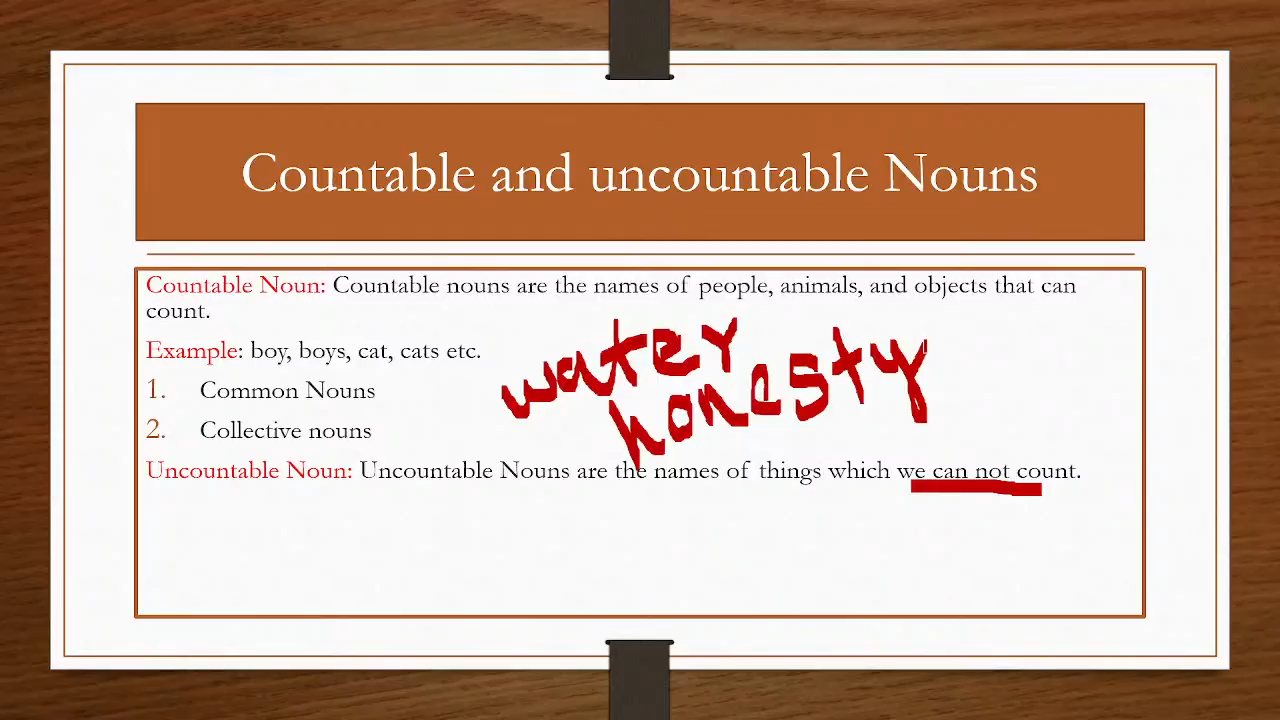 Countable and uncountable Nouns
Countable Noun: Countable nouns are the names of people, animals, and objects that can
count.
Example: boy, boys, cat, cats etc.
water
honesty
1. Common Nouns
2. Collective nouns
Uncountable Noun: Uncountable Nouns are the names of things which we can not count.